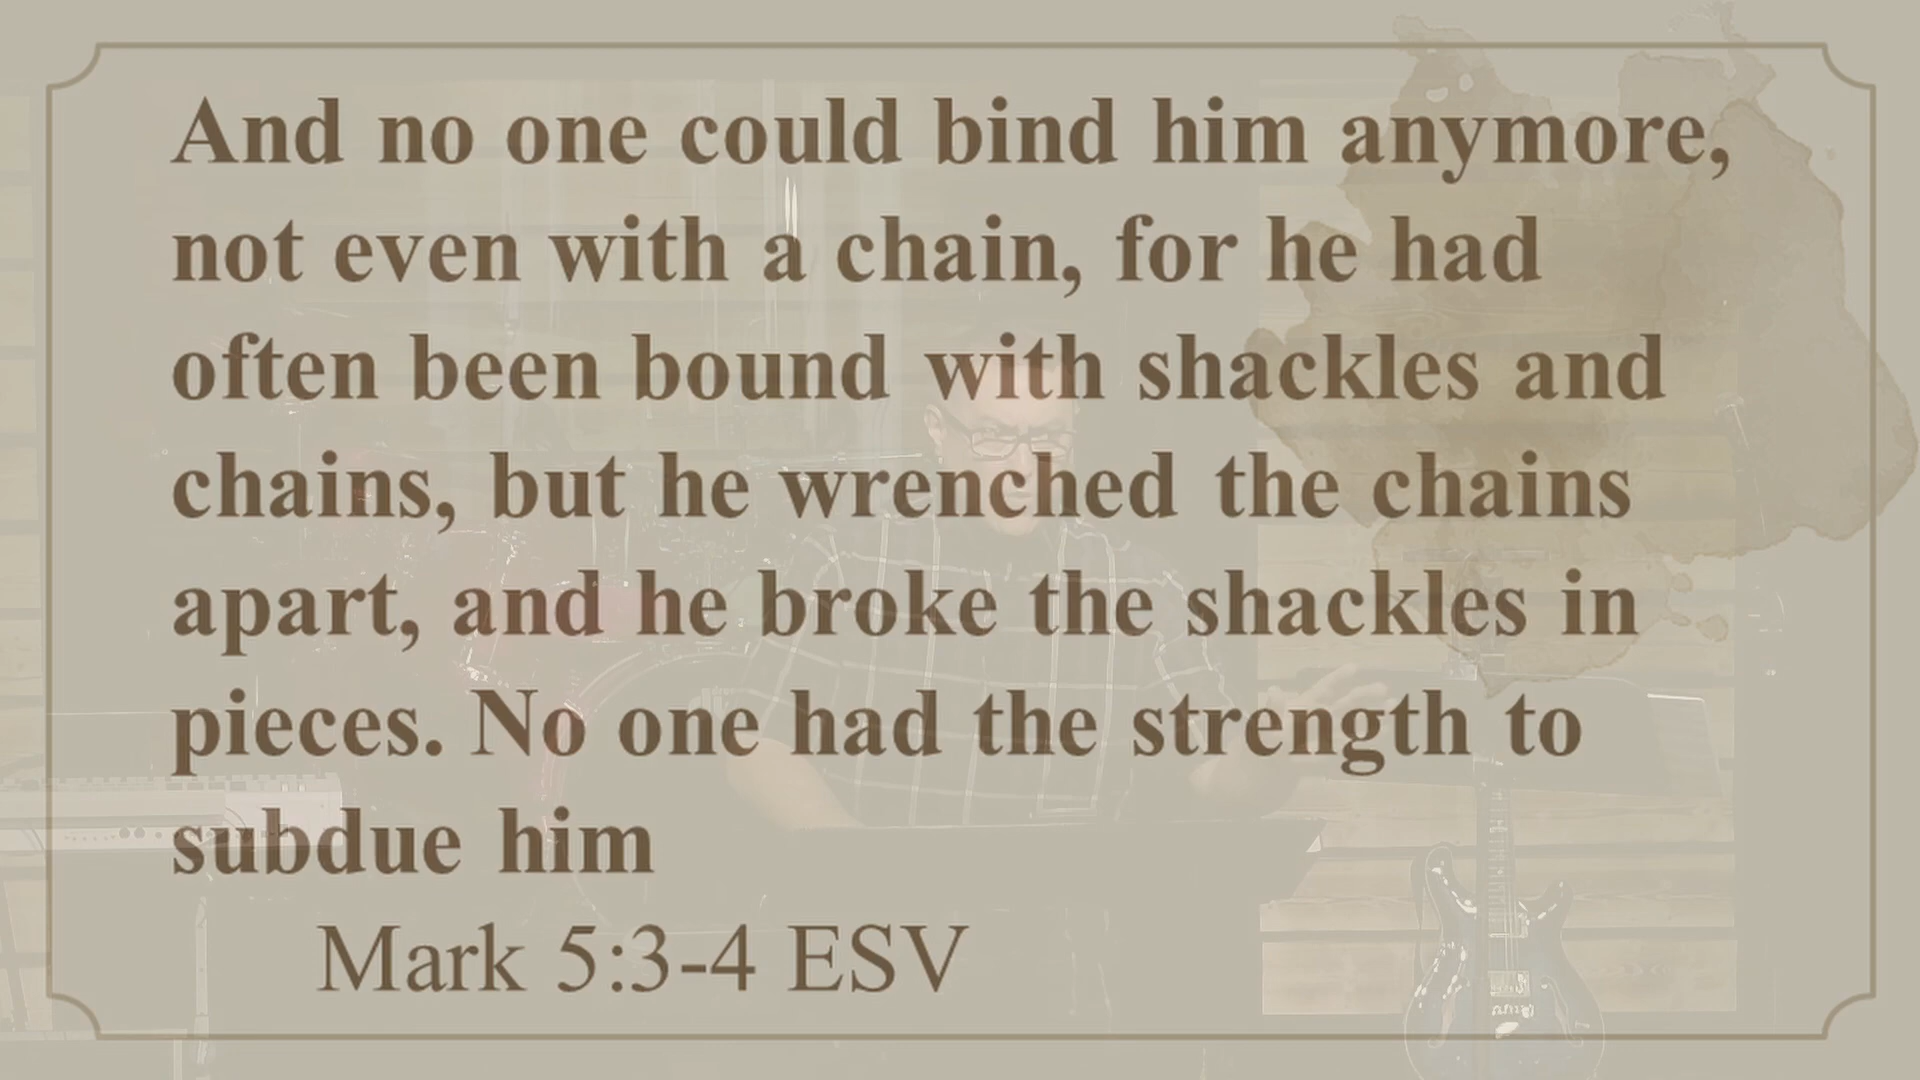 And no one could bind him anymore,
not even with a chain, for he had
often been bound with shackles and
chains, but he wrenched the chains
apart, and he broke the shackles in
pieces. No one had the strength to
subdue him
Mark 5:3-4 ESV